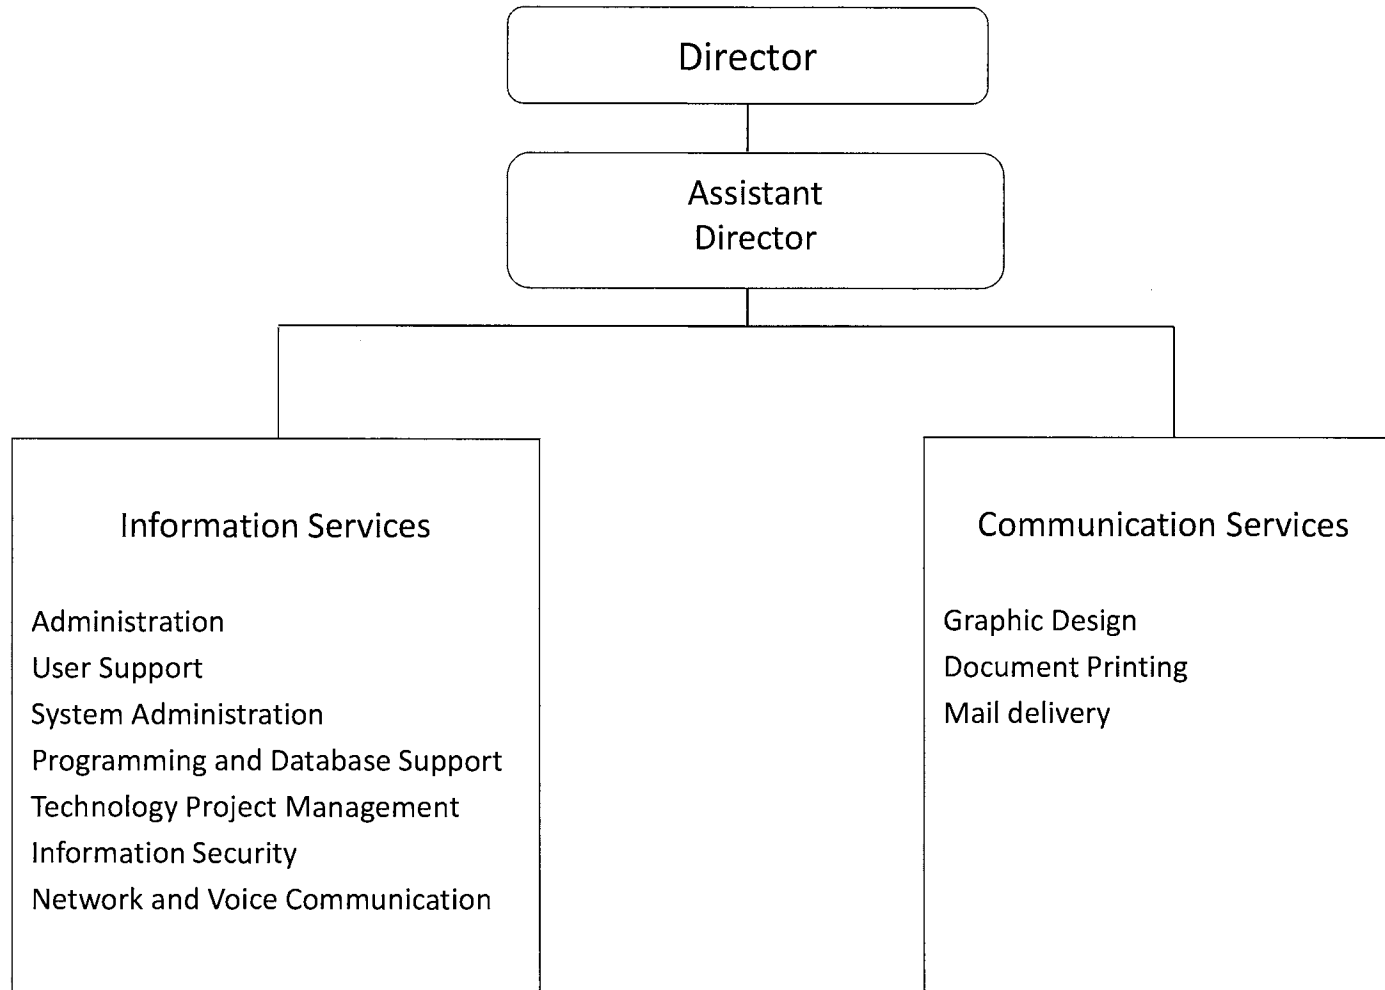 Director
Assistant
Director
Information Services
Administration
User Support
System Administration
Programming and Database Support
Technology Project Management
Information Security
Network and Voice Communication
Communication Services
Graphic Design
Document Printing
Mail delivery